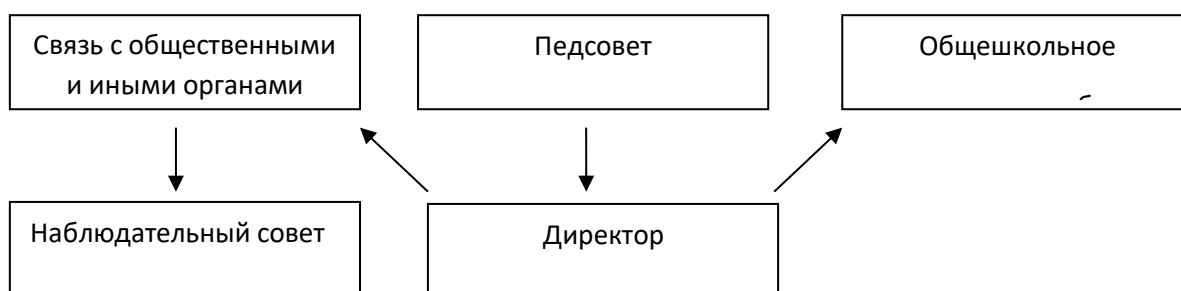 Связь с общественными
и иными органами
Педсовет
Общешкольное
Наблюдательный совет
Директор